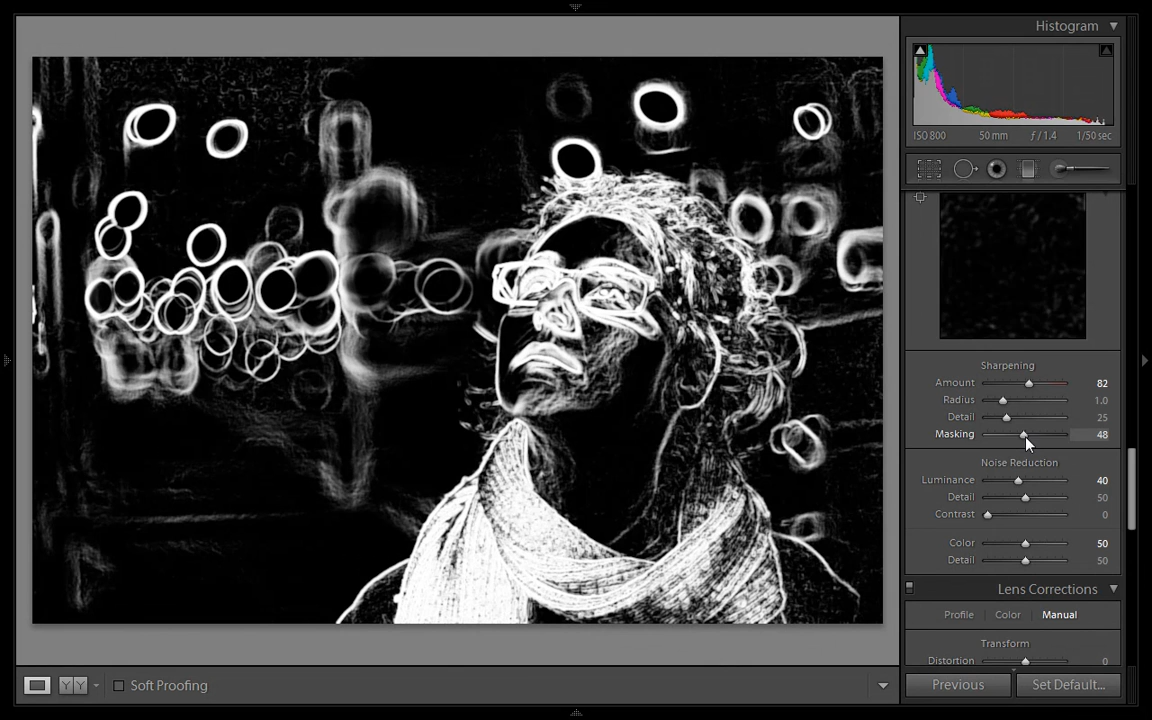 Histogram
ISO 800 50 mm ƒ / 1.4 1/50 sec
Sharpening
Amount 82
Radius 1.0
Detail 25
Masking 48
Noise Reduction
Luminance 40
Detail 50
Contrast 0
Color 50
Detail 50
Lens Corrections
Profile Color Manual
Transform
Distortion 0
YY Soft Proofing
Previous Set Default...